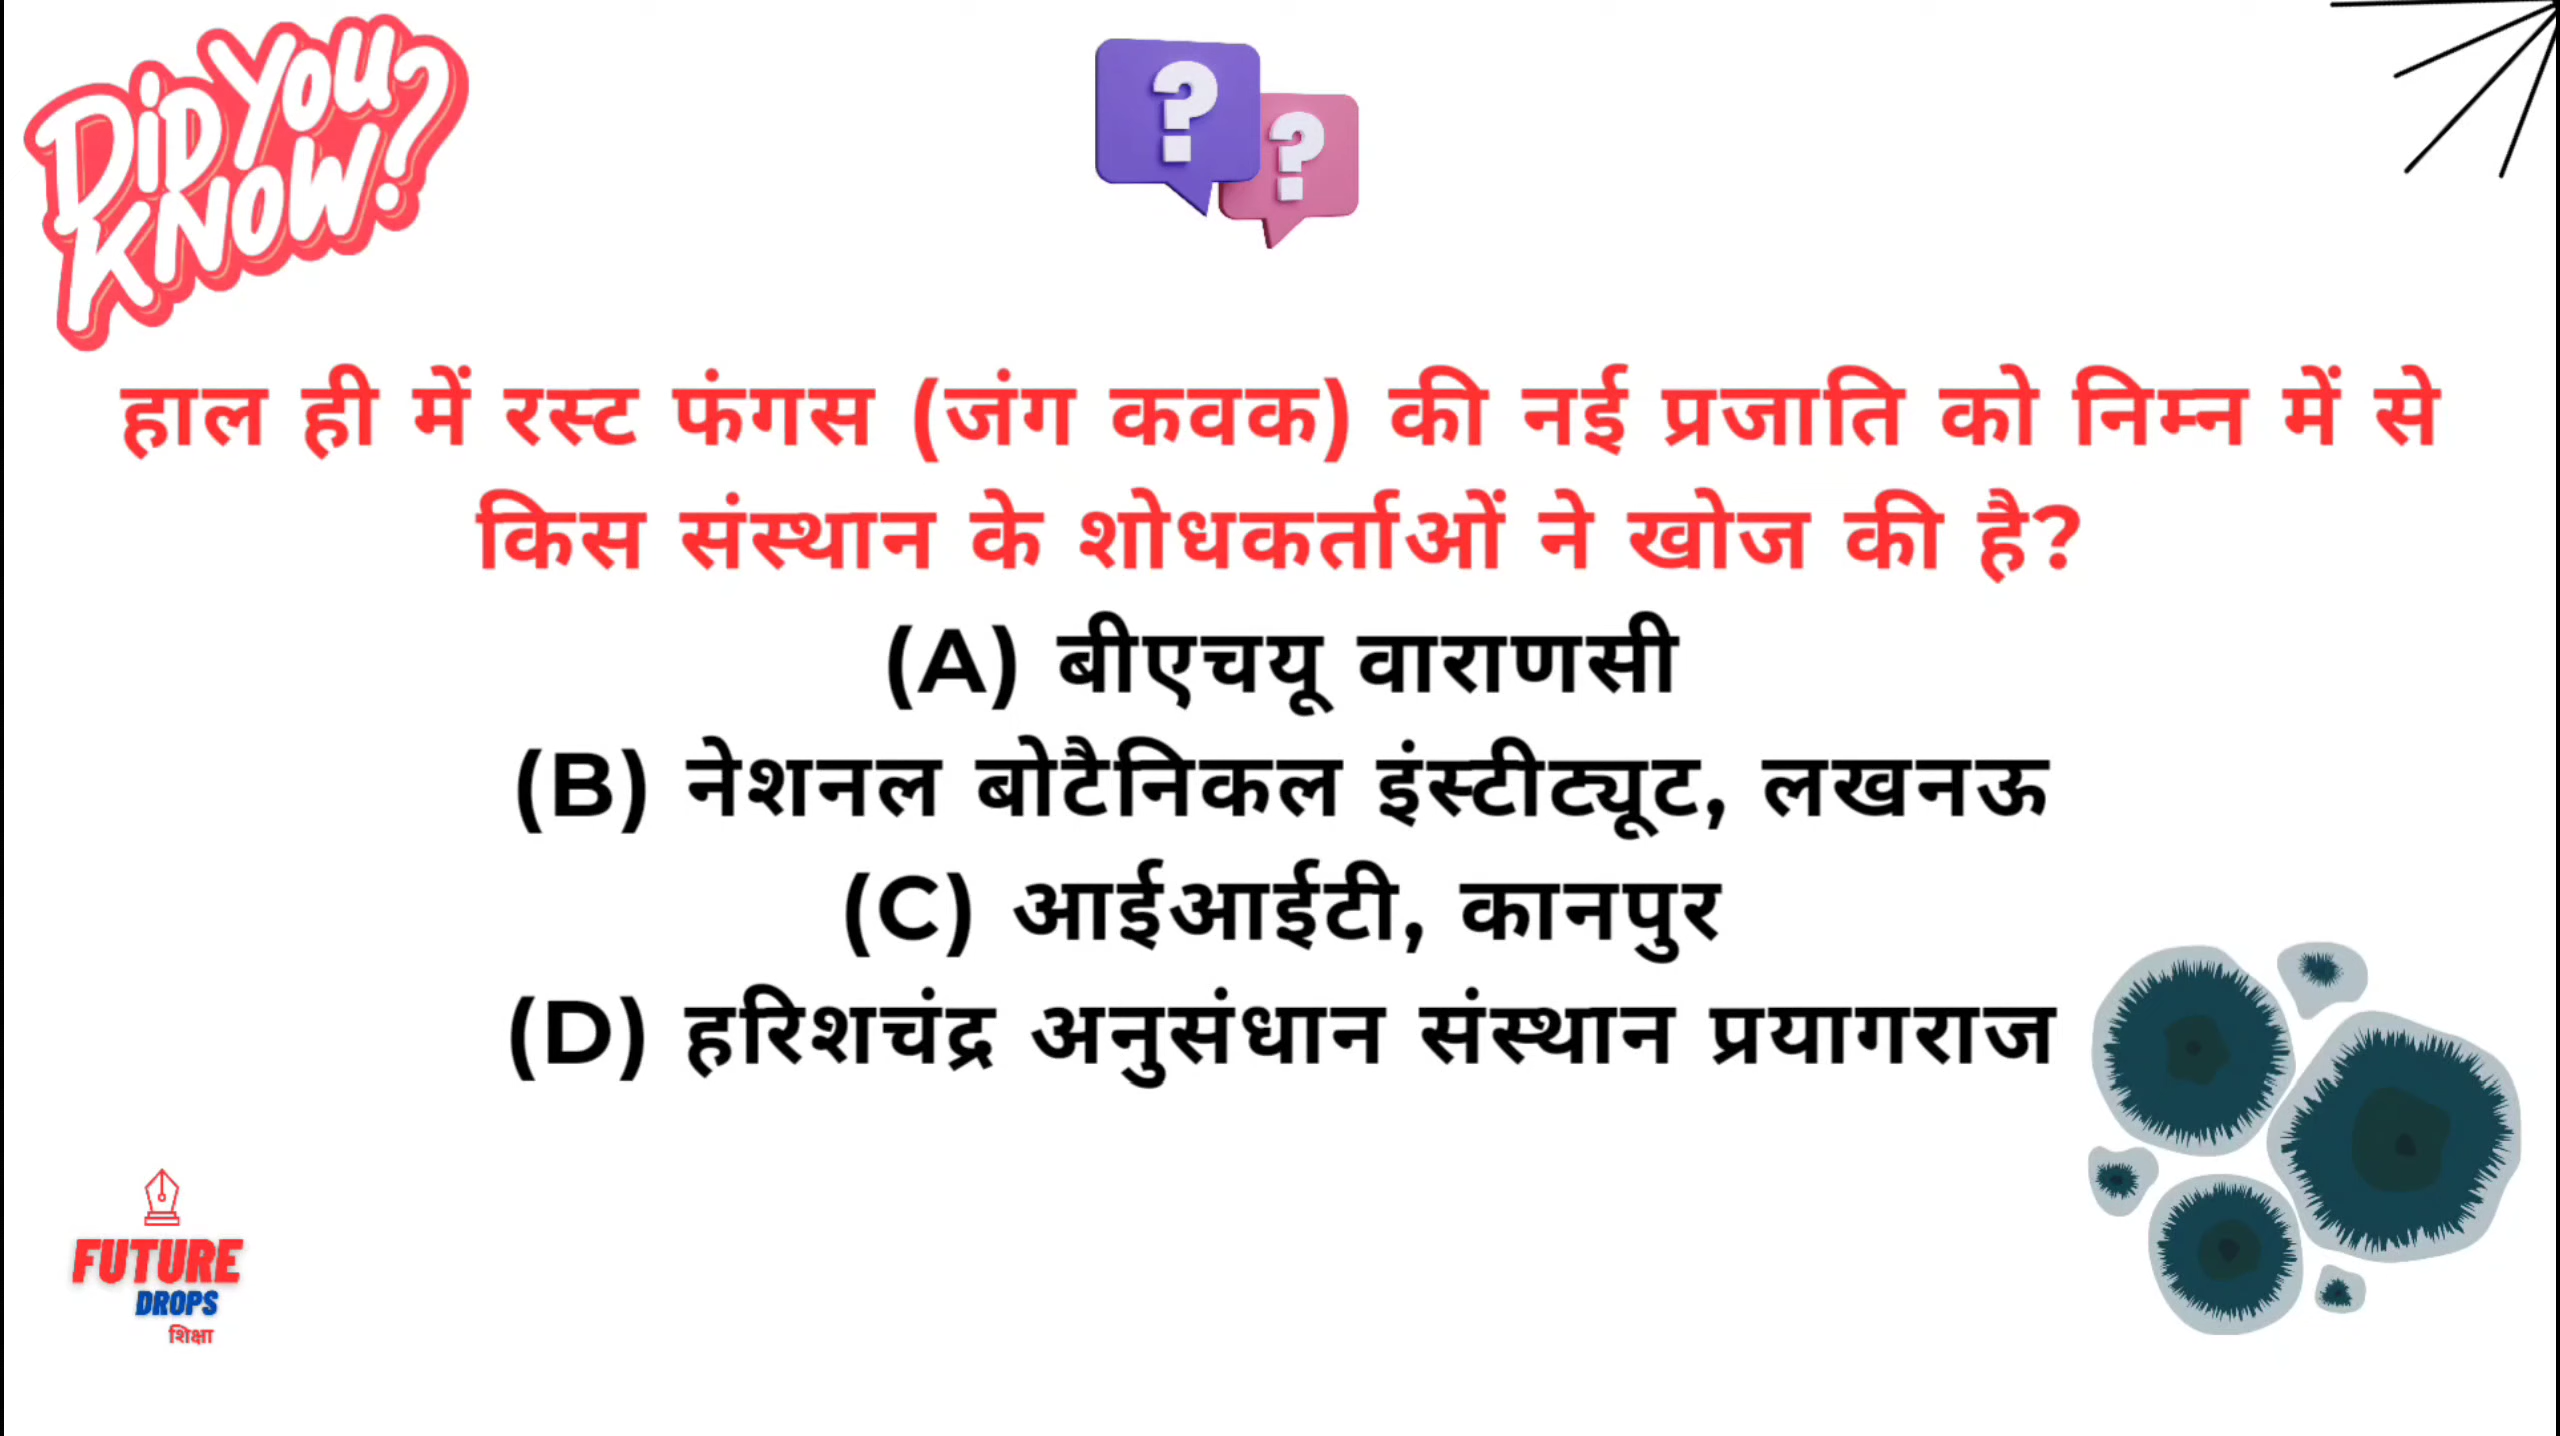 DiD YOU
KNOW?
? ?
हाल ही में रस्ट फंगस (जंग कवक) की नई प्रजाति को निम्न में से
किस संस्थान के शोधकर्ताओं ने खोज की है?
(A) बीएचयू वाराणसी
(B) नेशनल बोटैनिकल इंस्टीट्यूट, लखनऊ
(C) आईआईटी, कानपुर
(D) हरिशचंद्र अनुसंधान संस्थान प्रयागराज
FUTURE
DROPS
शिक्षा